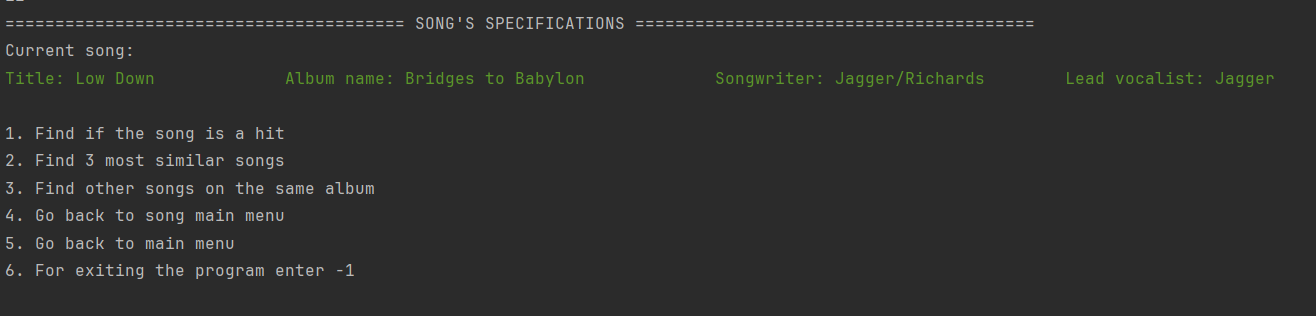 ======================================== SONG'S SPECIFICATIONS ========================================
Current song:
Title: Low Down             Album name: Bridges to Babylon             Songwriter: Jagger/Richards        Lead vocalist: Jagger
1. Find if the song is a hit
2. Find 3 most similar songs
3. Find other songs on the same album
4. Go back to song main menu
5. Go back to main menu
6. For exiting the program enter -1